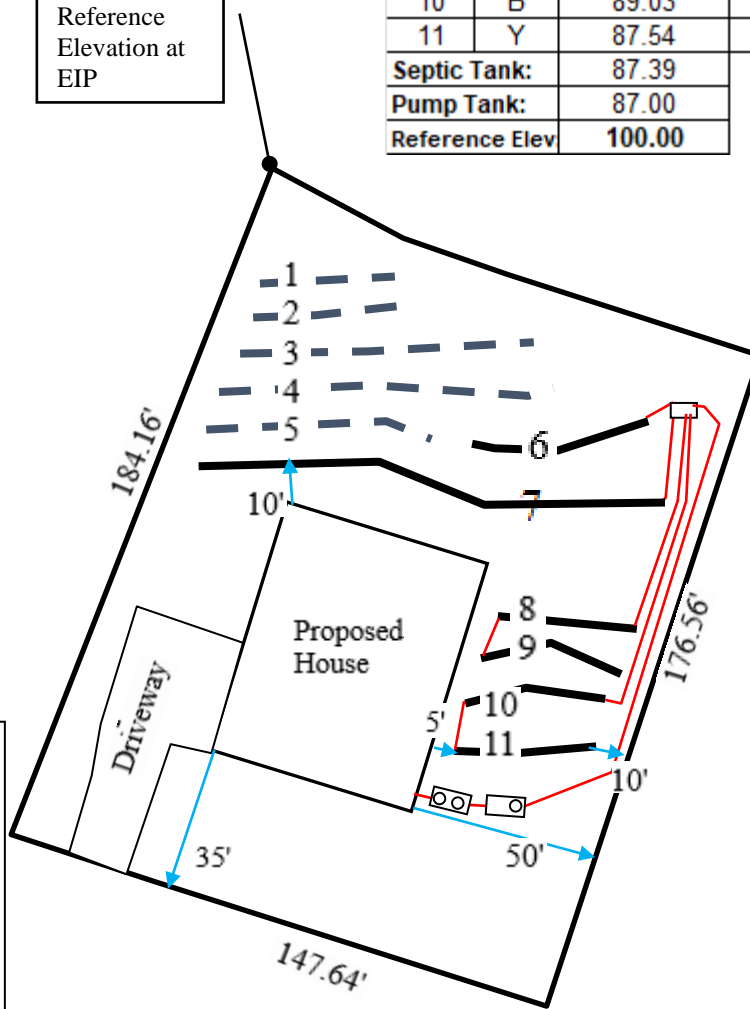 Reference
Elevation at
EIP
10 B 89.03
11 Y 87.54
Septic Tank: 87.39
Pump Tank: 87.00
Reference Elev: 100.00
1
2
3
4
5
6
7
184.16'
10'
8
9
10
11
Proposed
House
176.56'
Driveway
5'
10'
35'
50'
147.64'